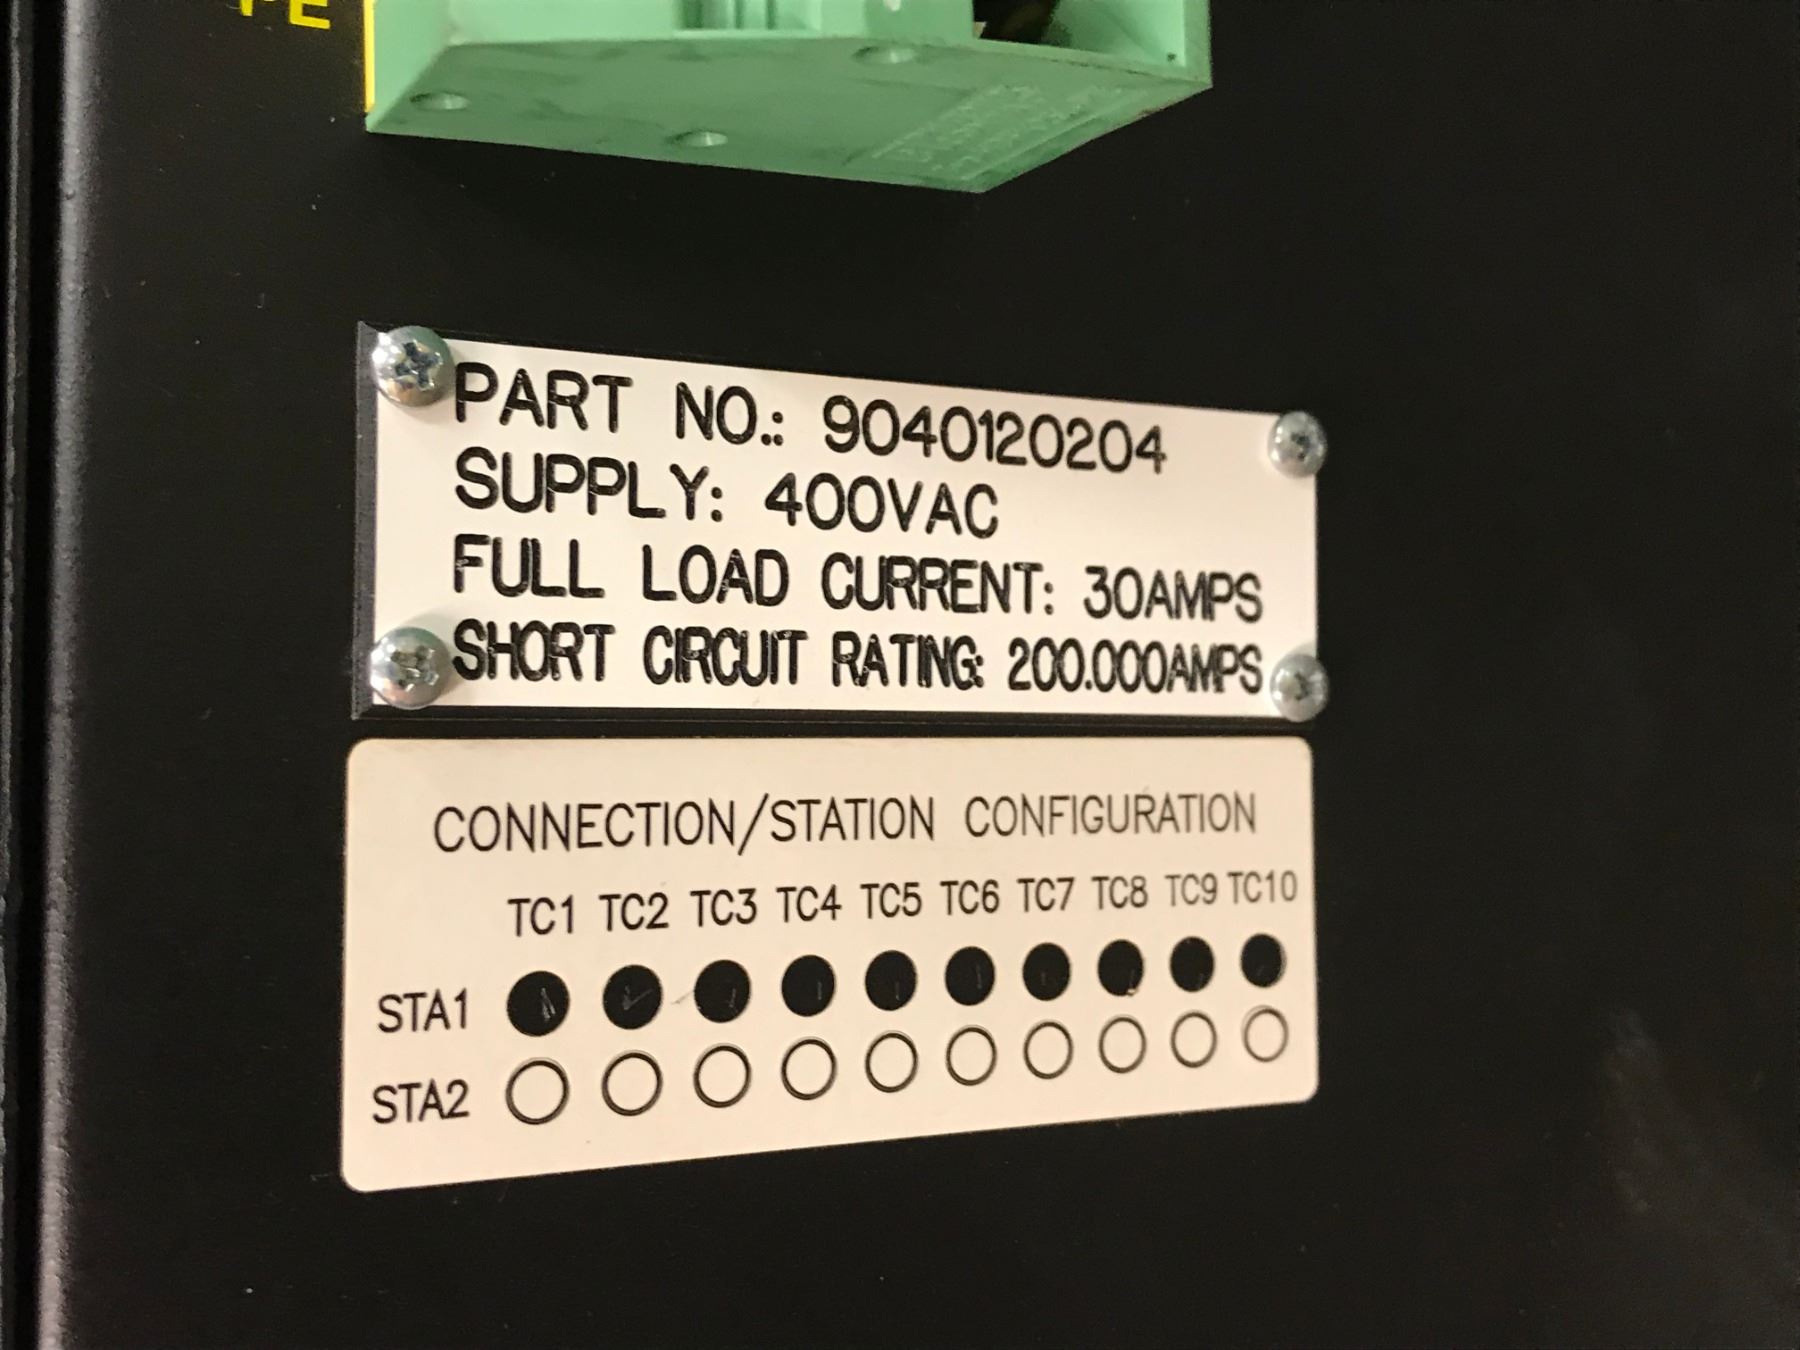 PE
PART NO.: 9040120204
SUPPLY: 400VAC
FULL LOAD CURRENT: 30AMPS
SHORT CIRCUIT RATING: 200.000AMPS
CONNECTION/STATION CONFIGURATION
TC1 TC2 TC3 TC4 TC5 TC6 TC7 TC8 TC9 TC10
STA1
STA2